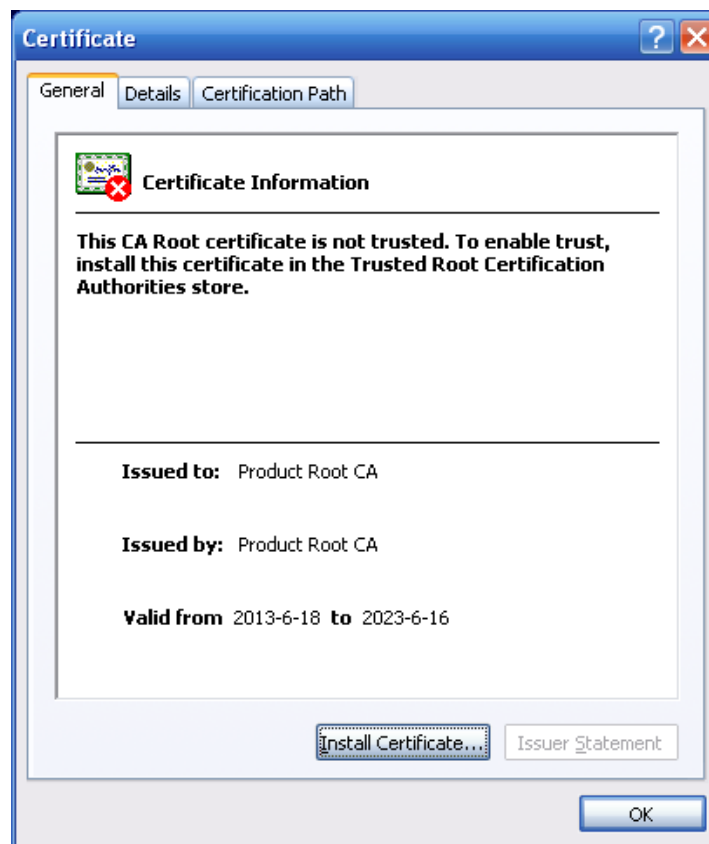 Certificate
General Details Certification Path
Certificate Information
This CA Root certificate is not trusted. To enable trust,
install this certificate in the Trusted Root Certification
Authorities store.
Issued to: Product Root CA
Issued by: Product Root CA
Valid from 2013-6-18 to 2023-6-16
Install Certificate... Issuer Statement
OK